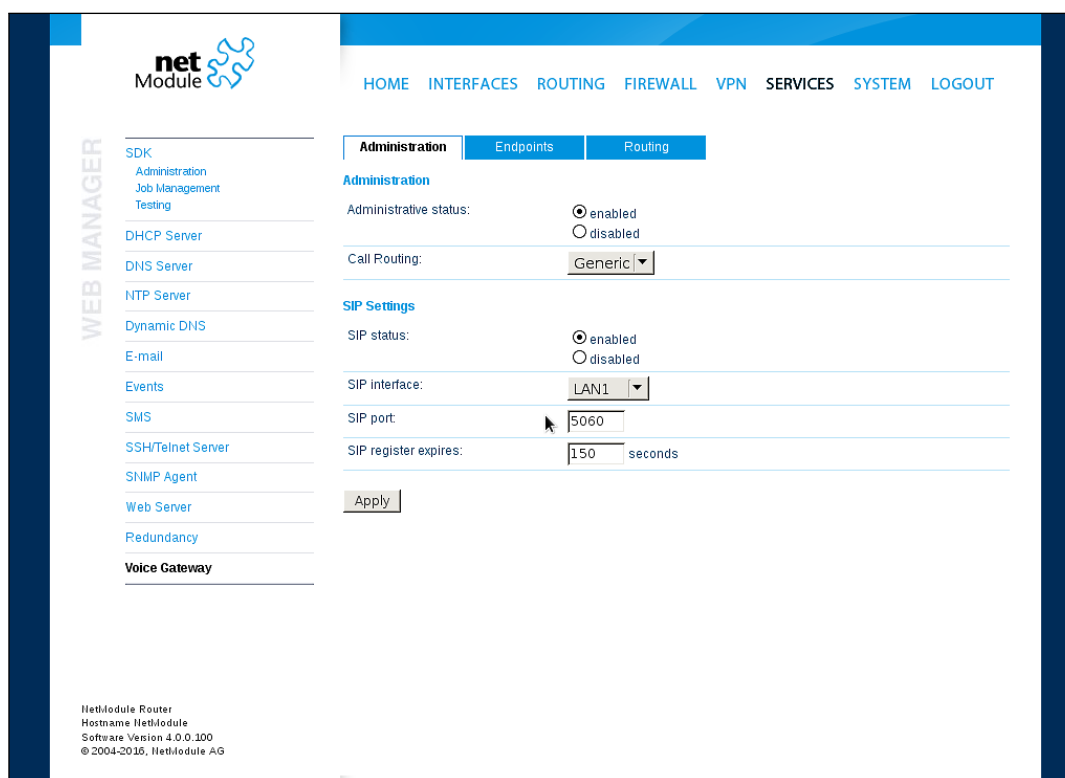 net
Module
HOME INTERFACES ROUTING FIREWALL VPN SERVICES SYSTEM LOGOUT
WEB MANAGER
SDK
Administration
Job Management
Testing
DHCP Server
DNS Server
NTP Server
Dynamic DNS
E-mail
Events
SMS
SSH/Telnet Server
SNMP Agent
Web Server
Redundancy
Voice Gateway
Administration Endpoints Routing
Administration
Administrative status: enabled
disabled
Call Routing: Generic
SIP Settings
SIP status: enabled
disabled
SIP interface: LAN1
SIP port: 5060
SIP register expires: 150 seconds
Apply
NetModule Router
Hostname NetModule
Software Version 4.0.0.100
© 2004-2016, NetModule AG